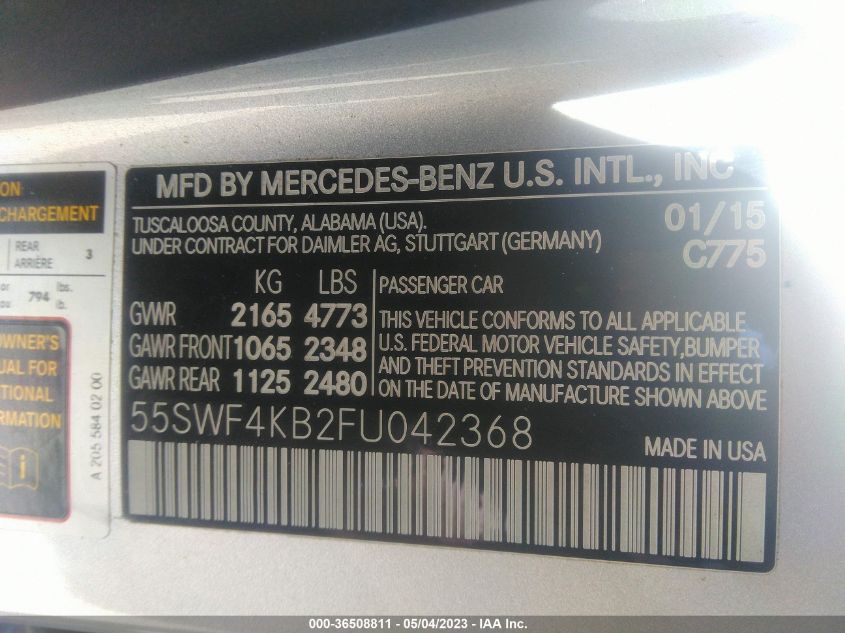 ON
CHARGEMENT
REAR
ARRIÈRE 3
or
ou 794 lbs.
lb.
OWNER'S
UAL FOR
TIONAL
RMATION
A 205 584 02 00
MFD BY MERCEDES-BENZ U.S. INTL., INC
TUSCALOOSA COUNTY, ALABAMA (USA). 01/15
UNDER CONTRACT FOR DAIMLER AG, STUTTGART (GERMANY) C775
KG LBS PASSENGER CAR
GVWR 2165 4773 THIS VEHICLE CONFORMS TO ALL APPLICABLE
GAWR FRONT 1065 2348 U.S. FEDERAL MOTOR VEHICLE SAFETY,BUMPER
GAWR REAR 1125 2480 AND THEFT PREVENTION STANDARDS IN EFFECT
ON THE DATE OF MANUFACTURE SHOWN ABOVE
55SWF4KB2FU042368 MADE IN USA
000-36508811 - 05/04/2023 - IAA Inc.